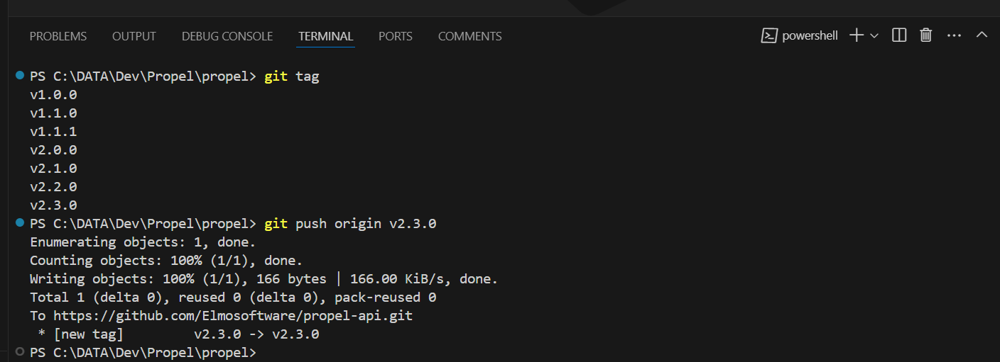 PROBLEMS OUTPUT DEBUG CONSOLE TERMINAL PORTS COMMENTS powershell
PS C:\DATA\Dev\Propel\propel> git tag
v1.0.0
v1.1.0
v1.1.1
v2.0.0
v2.1.0
v2.2.0
v2.3.0
PS C:\DATA\Dev\Propel\propel> git push origin v2.3.0
Enumerating objects: 1, done.
Counting objects: 100% (1/1), done.
Writing objects: 100% (1/1), 166 bytes | 166.00 KiB/s, done.
Total 1 (delta 0), reused 0 (delta 0), pack-reused 0
To https://github.com/Elmosoftware/propel-api.git
 * [new tag]         v2.3.0 -> v2.3.0
PS C:\DATA\Dev\Propel\propel>